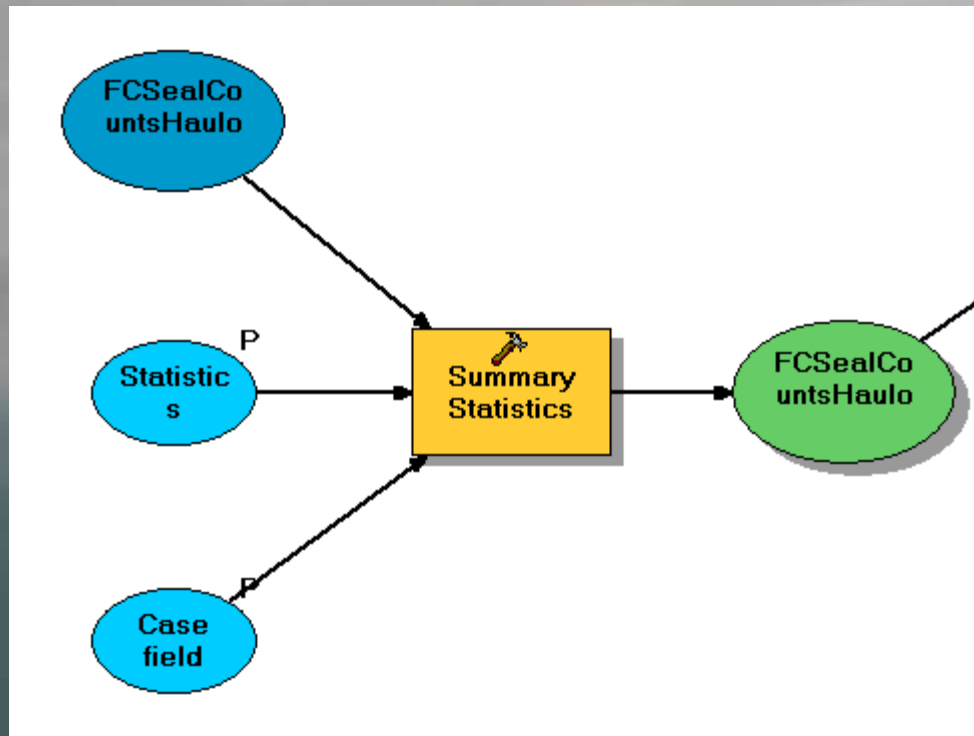 FCSealCo
untsHaulo
P
Statistic
s
Summary
Statistics
FCSealCo
untsHaulo
P
Case
field